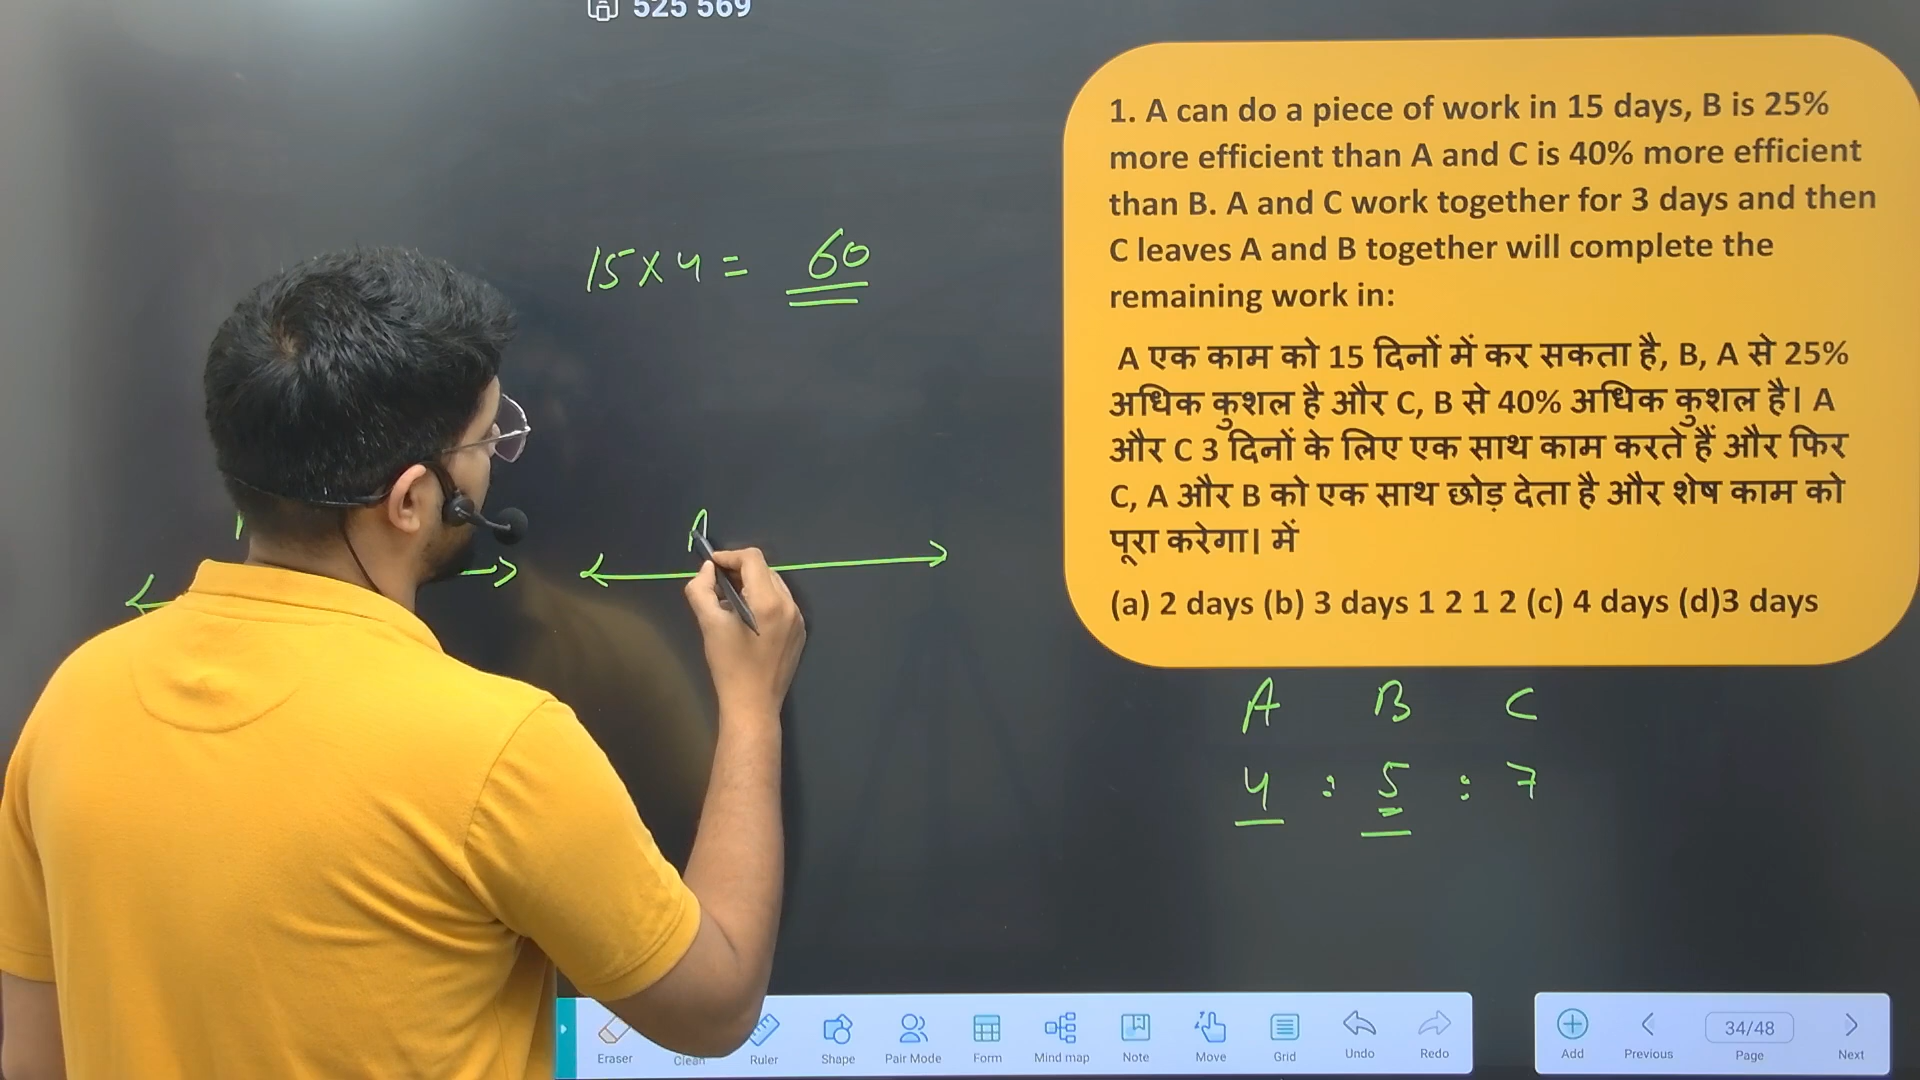 525 569
1. A can do a piece of work in 15 days, B is 25%
more efficient than A and C is 40% more efficient
than B. A and C work together for 3 days and then
C leaves A and B together will complete the
remaining work in:
A एक काम को 15 दिनों में कर सकता है, B, A से 25%
अधिक कुशल है और C, B से 40% अधिक कुशल है। A
और C 3 दिनों के लिए एक साथ काम करते हैं और फिर
C, A और B को एक साथ छोड़ देता है और शेष काम को
पूरा करेगा। में
(a) 2 days (b) 3 days 1 2 1 2 (c) 4 days (d)3 days
15 x 4 = 60
A
A B C
4 : 5 : 7
Eraser Clean Ruler Shape Pair Mode Form Mind map Note Move Grid Undo Redo
Add Previous 34/48 Page Next